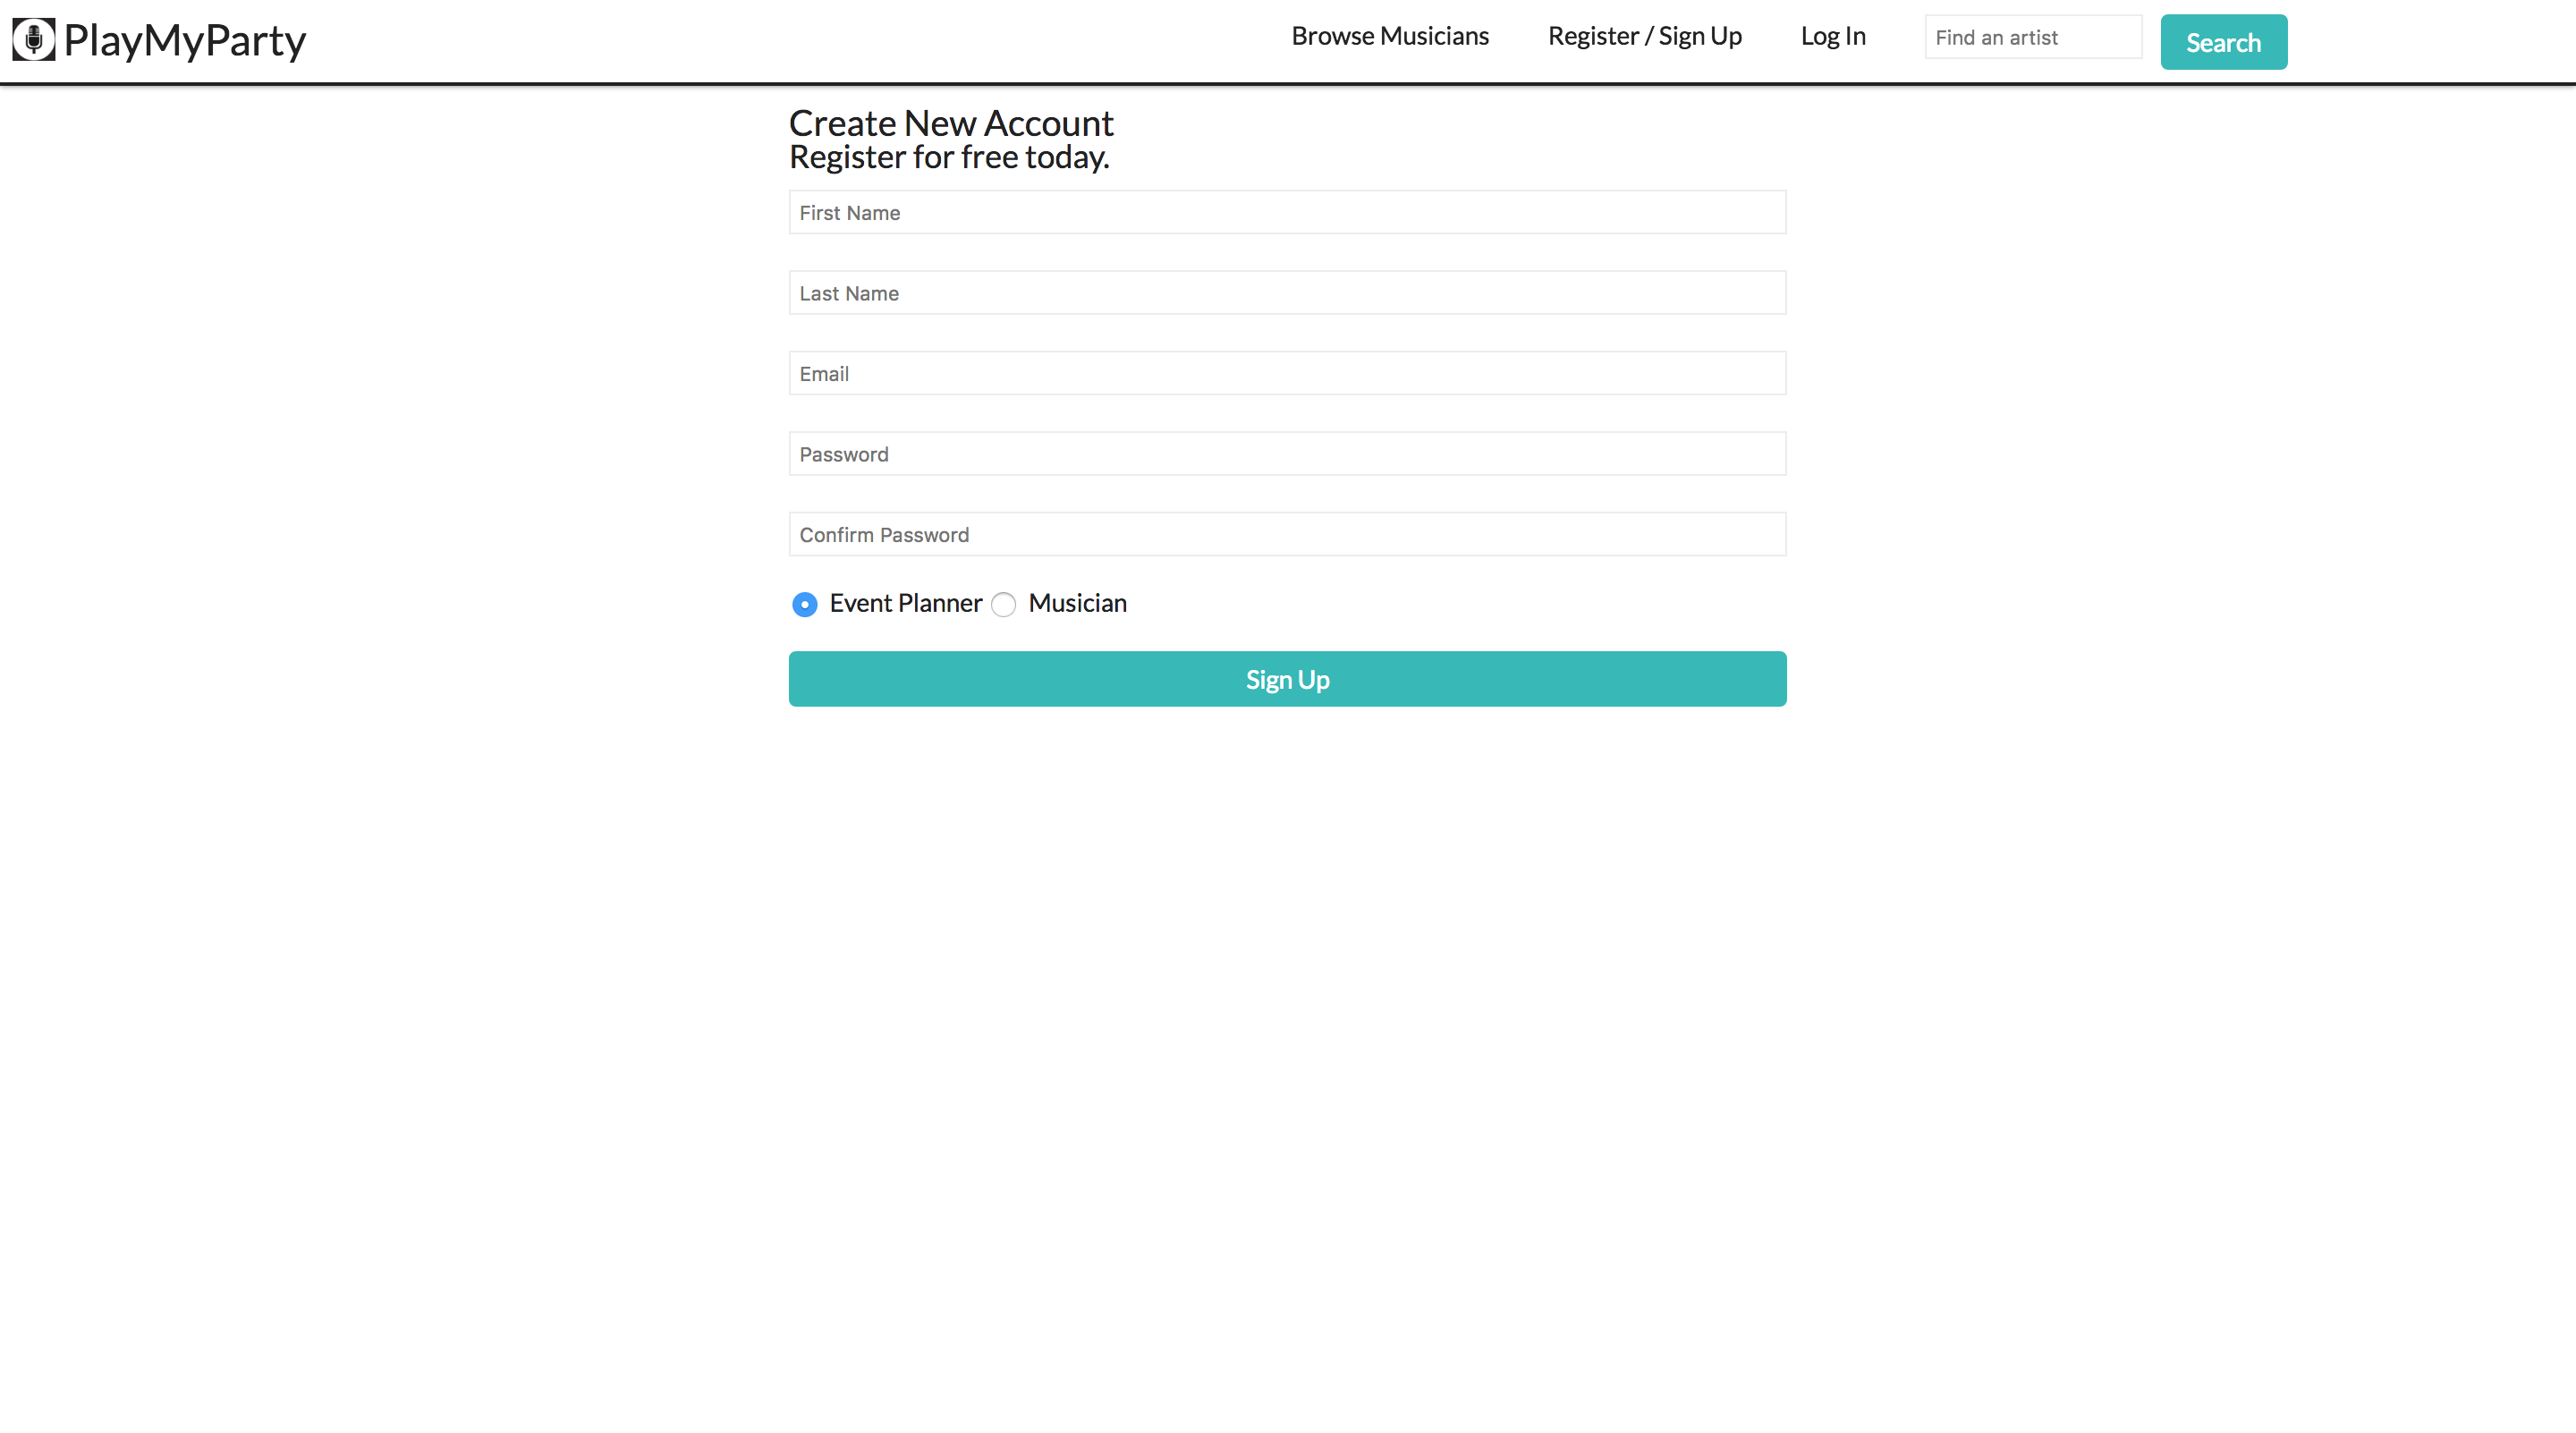 PlayMyParty
Browse Musicians Register / Sign Up Log In Find an artist Search
Create New Account
Register for free today.
First Name
Last Name
Email
Password
Confirm Password
Event Planner Musician
Sign Up